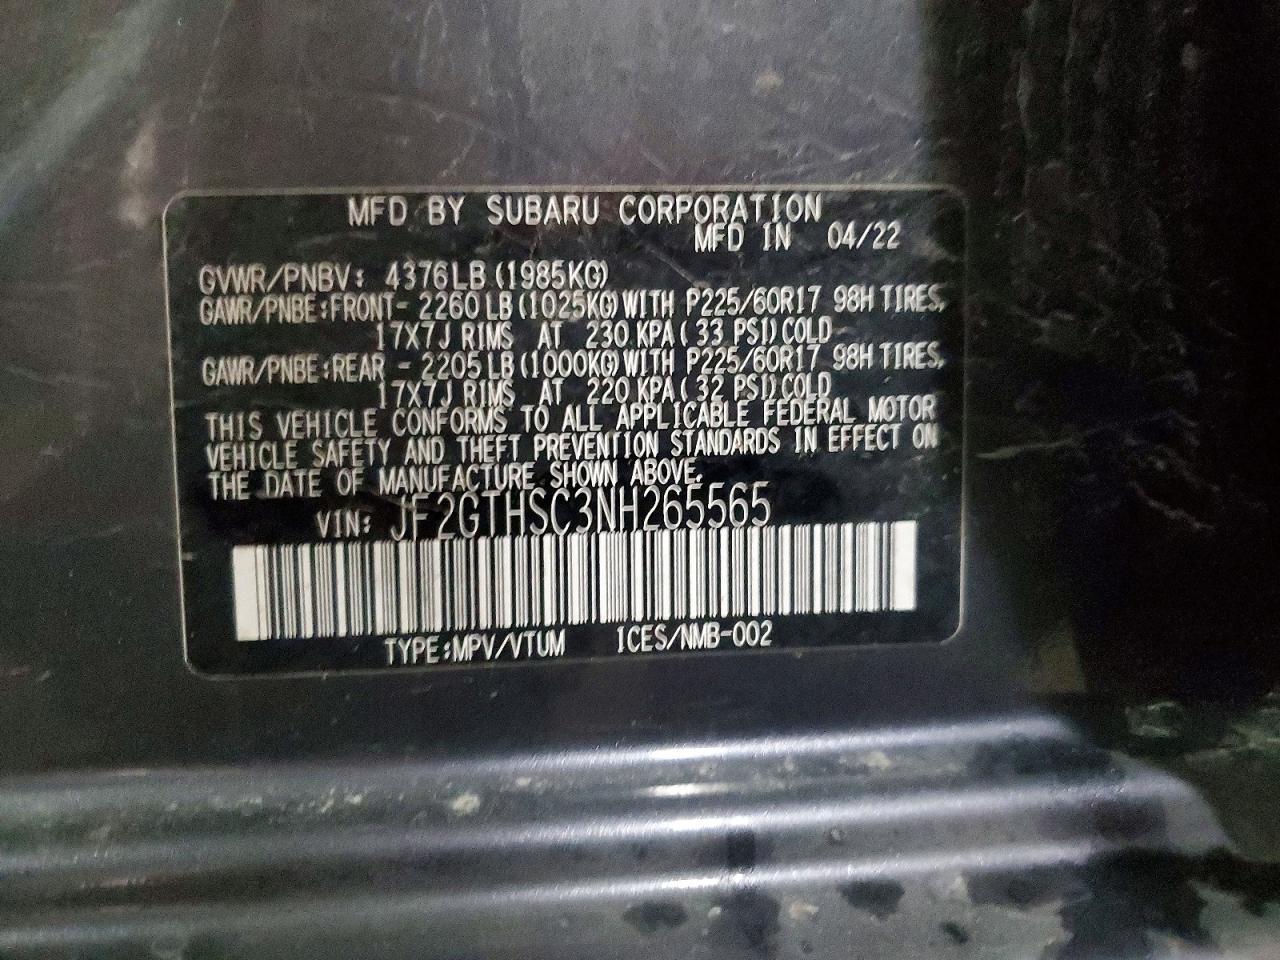 MFD BY SUBARU CORPORATION
MFD IN 04/22
GVWR/PNBV: 4376LB (1985KG)
GAWR/PNBE:FRONT- 2260 LB (1025KG) WITH P225/60R17 98H TIRES,
17X7J RIMS AT 230 KPA ( 33 PSI) COLD
GAWR/PNBE:REAR - 2205 LB (1000KG) WITH P225/60R17 98H TIRES,
17X7J RIMS AT 220 KPA ( 32 PSI) COLD
THIS VEHICLE CONFORMS TO ALL APPLICABLE FEDERAL MOTOR
VEHICLE SAFETY AND THEFT PREVENTION STANDARDS IN EFFECT ON
THE DATE OF MANUFACTURE SHOWN ABOVE.
VIN: JF2GTHSC3NH265565
TYPE:MPV/VTUM ICES/NMB-002